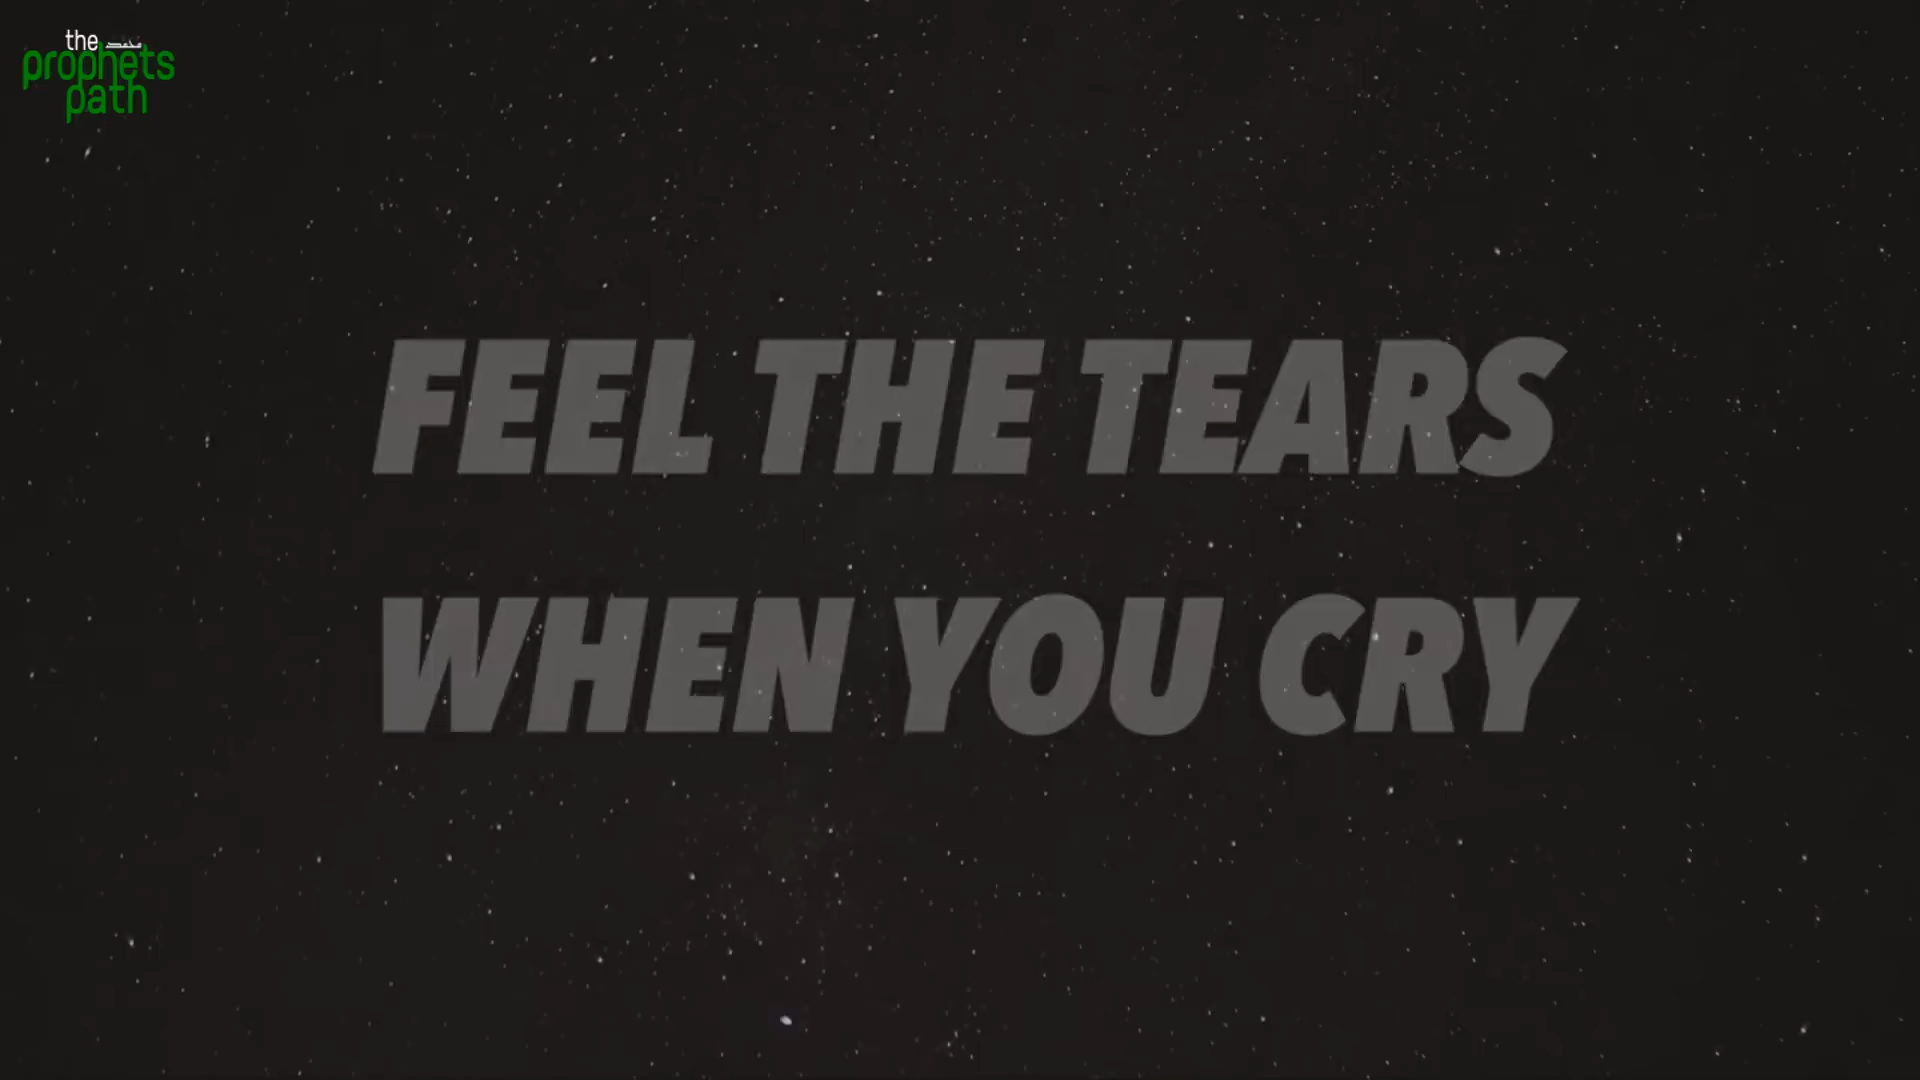 the
prophets
path
FEEL THE TEARS
WHEN YOU CRY